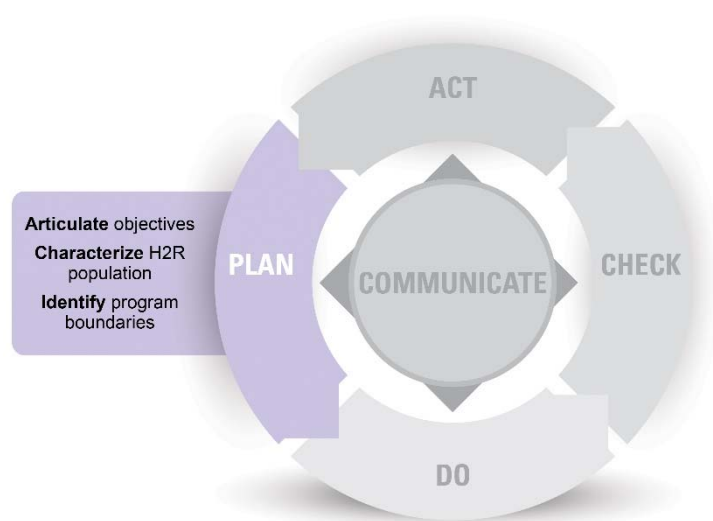 ACT
Articulate objectives
Characterize H2R
population
Identify program
boundaries
PLAN
COMMUNICATE
CHECK
DO